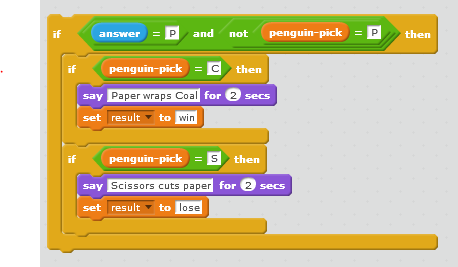 if answer = P and not penguin-pick = P then
if penguin-pick = C then
say Paper wraps Coal for 2 secs
set result to win
if penguin-pick = S then
say Scissors cuts paper for 2 secs
set result to lose